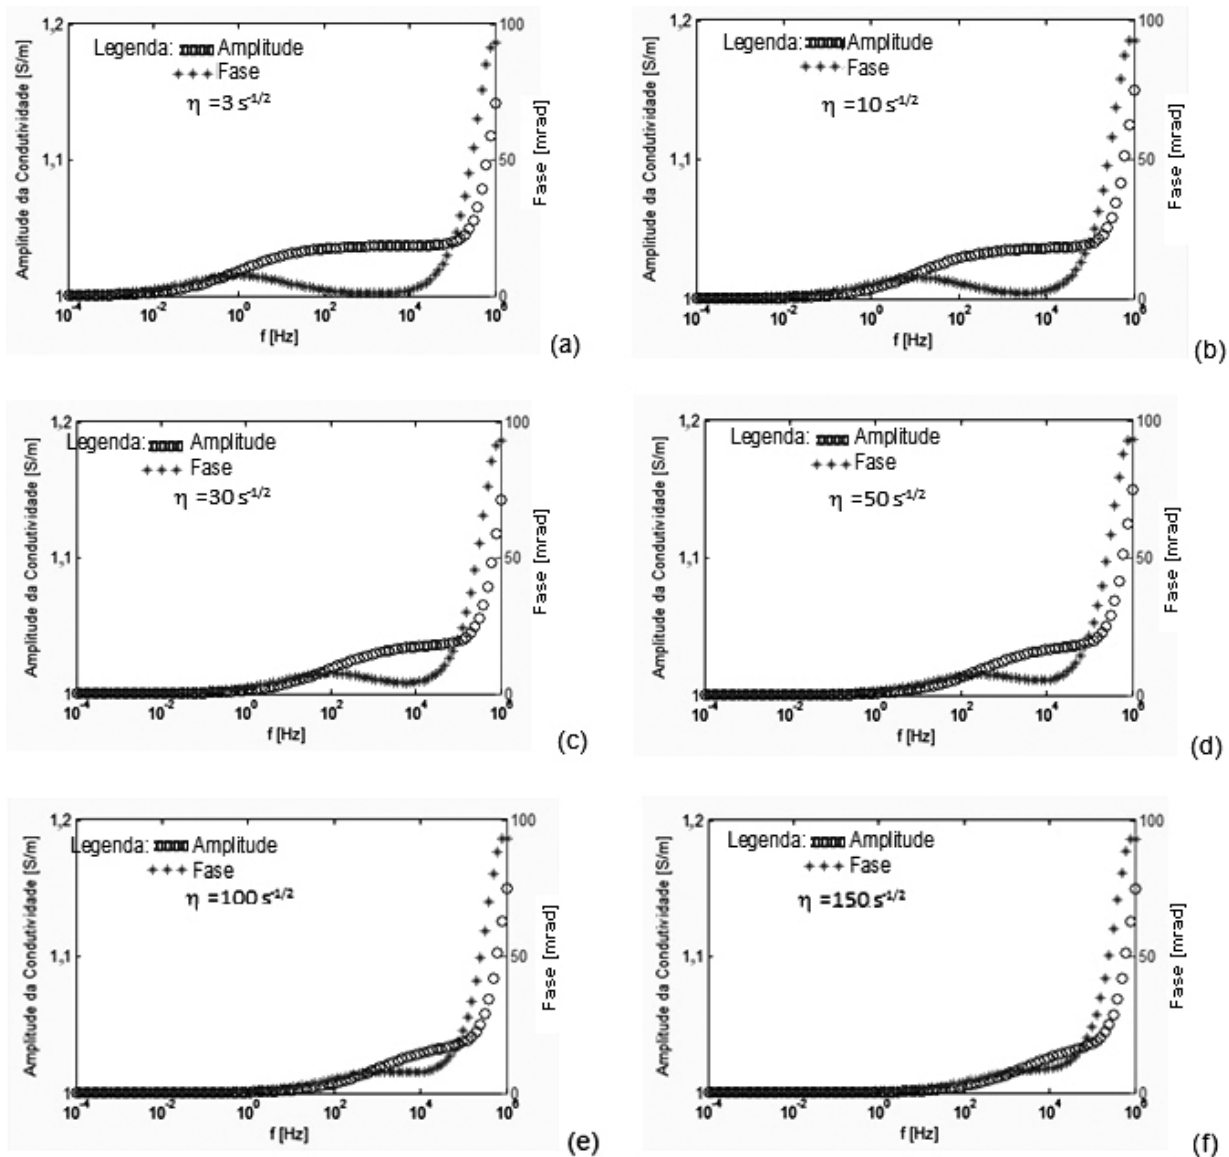 1,2
100
Legenda: Amplitude
Fase
η =3 s-1/2
1,1
50
1
0
10-4 10-2 100 102 104 106
f [Hz]
Amplitude da Condutividade [S/m]
Fase [mrad]
(a)
1,2
100
Legenda: Amplitude
Fase
η =10 s-1/2
1,1
50
1
0
10-4 10-2 100 102 104 106
f [Hz]
Amplitude da Condutividade [S/m]
Fase [mrad]
(b)
1,2
100
Legenda: Amplitude
Fase
η =30 s-1/2
1,1
50
1
0
10-4 10-2 100 102 104 106
f [Hz]
Amplitude da Condutividade [S/m]
Fase [mrad]
(c)
1,2
100
Legenda: Amplitude
Fase
η =50 s-1/2
1,1
50
1
0
10-4 10-2 100 102 104 106
f [Hz]
Amplitude da Condutividade [S/m]
Fase [mrad]
(d)
1,2
100
Legenda: Amplitude
Fase
η =100 s-1/2
1,1
50
1
0
10-4 10-2 100 102 104 106
f [Hz]
Amplitude da Condutividade [S/m]
Fase [mrad]
(e)
1,2
100
Legenda: Amplitude
Fase
η =150 s-1/2
1,1
50
1
0
10-4 10-2 100 102 104 106
f [Hz]
Amplitude da Condutividade [S/m]
Fase [mrad]
(f)